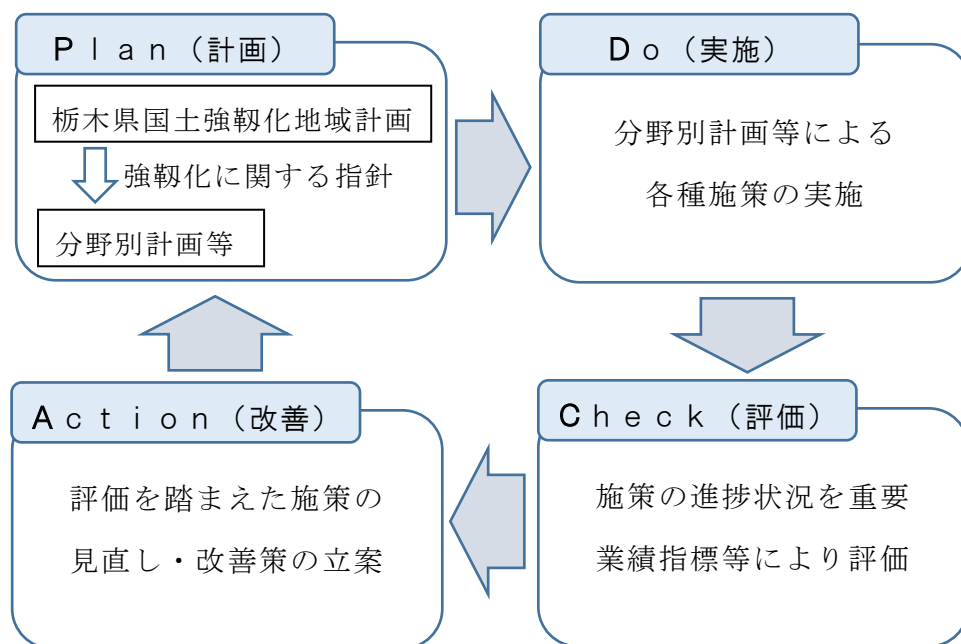 Ｐｌａｎ（計画）
栃木県国土強靱化地域計画
強靱化に関する指針
分野別計画等
Ｄｏ（実施）
分野別計画等による
各種施策の実施
Ｃｈｅｃｋ（評価）
施策の進捗状況を重要
業績指標等により評価
Ａｃｔｉｏｎ（改善）
評価を踏まえた施策の
見直し・改善策の立案